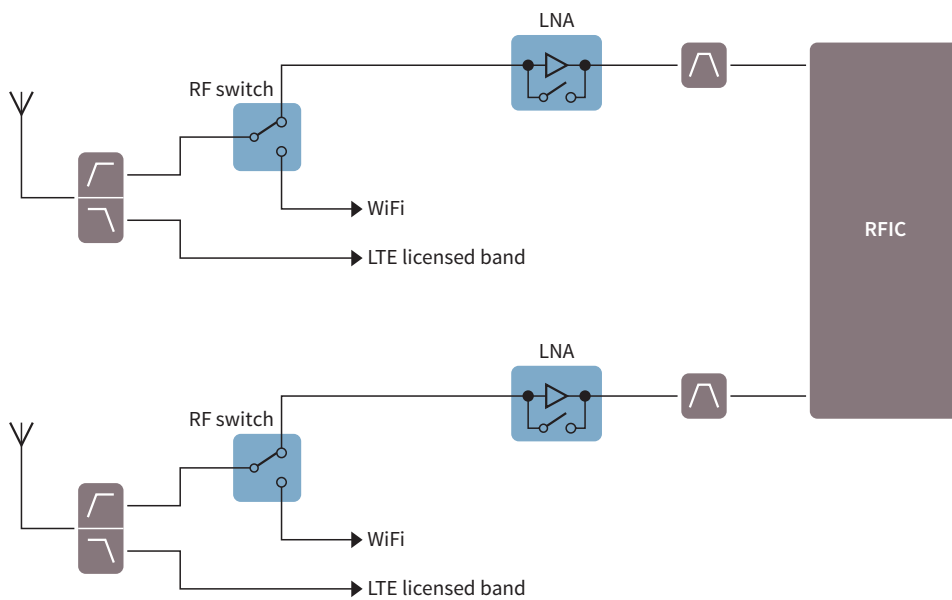 LNA
RF switch
WiFi
LTE licensed band
RFIC
LNA
RF switch
WiFi
LTE licensed band